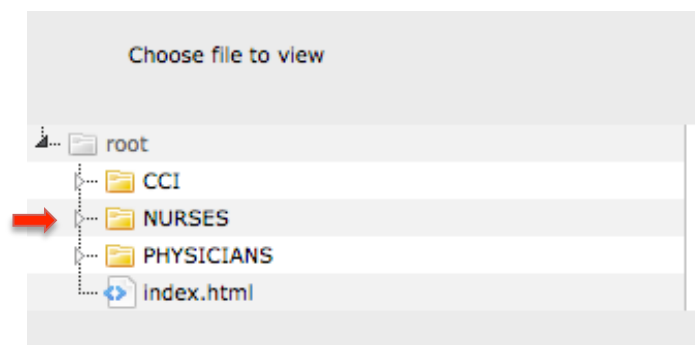 Choose file to view
root
CCI
NURSES
PHYSICIANS
index.html